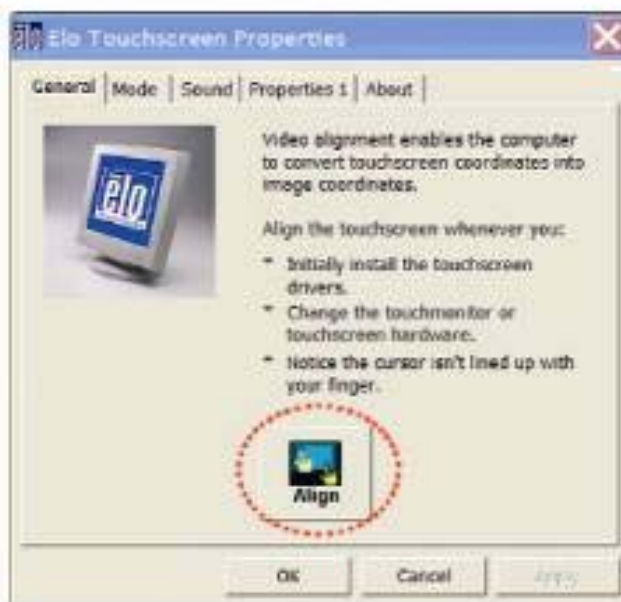 elo Elo Touchscreen Properties
General Mode Sound Properties 1 About
elo
Video alignment enables the computer
to convert touchscreen coordinates into
image coordinates.
Align the touchscreen whenever you:
* Initially install the touchscreen
drivers.
* Change the touchmonitor or
touchscreen hardware.
* Notice the cursor isn't lined up with
your finger.
Align
OK Cancel Apply